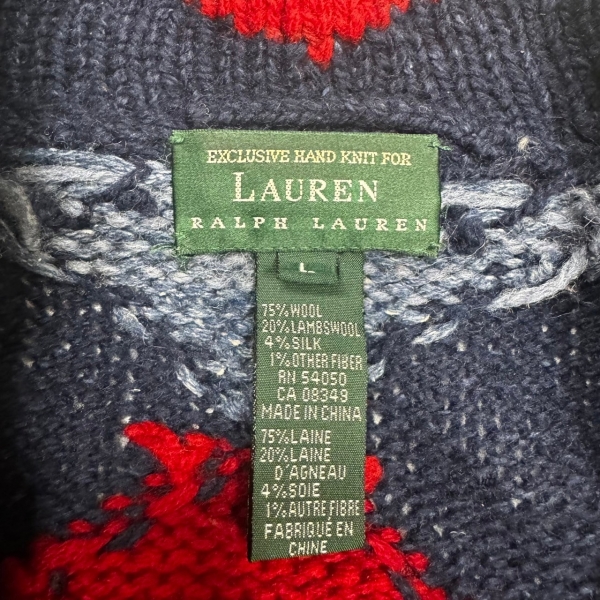 EXCLUSIVE HAND KNIT FOR
LAUREN
RALPH LAUREN
L
75% WOOL
20% LAMBSWOOL
4% SILK
1% OTHER FIBER
RN 54050
CA 08349
MADE IN CHINA
75% LAINE
20% LAINE
D'AGNEAU
4% SOIE
1% AUTRE FIBRE
FABRIQUÉ EN
CHINE